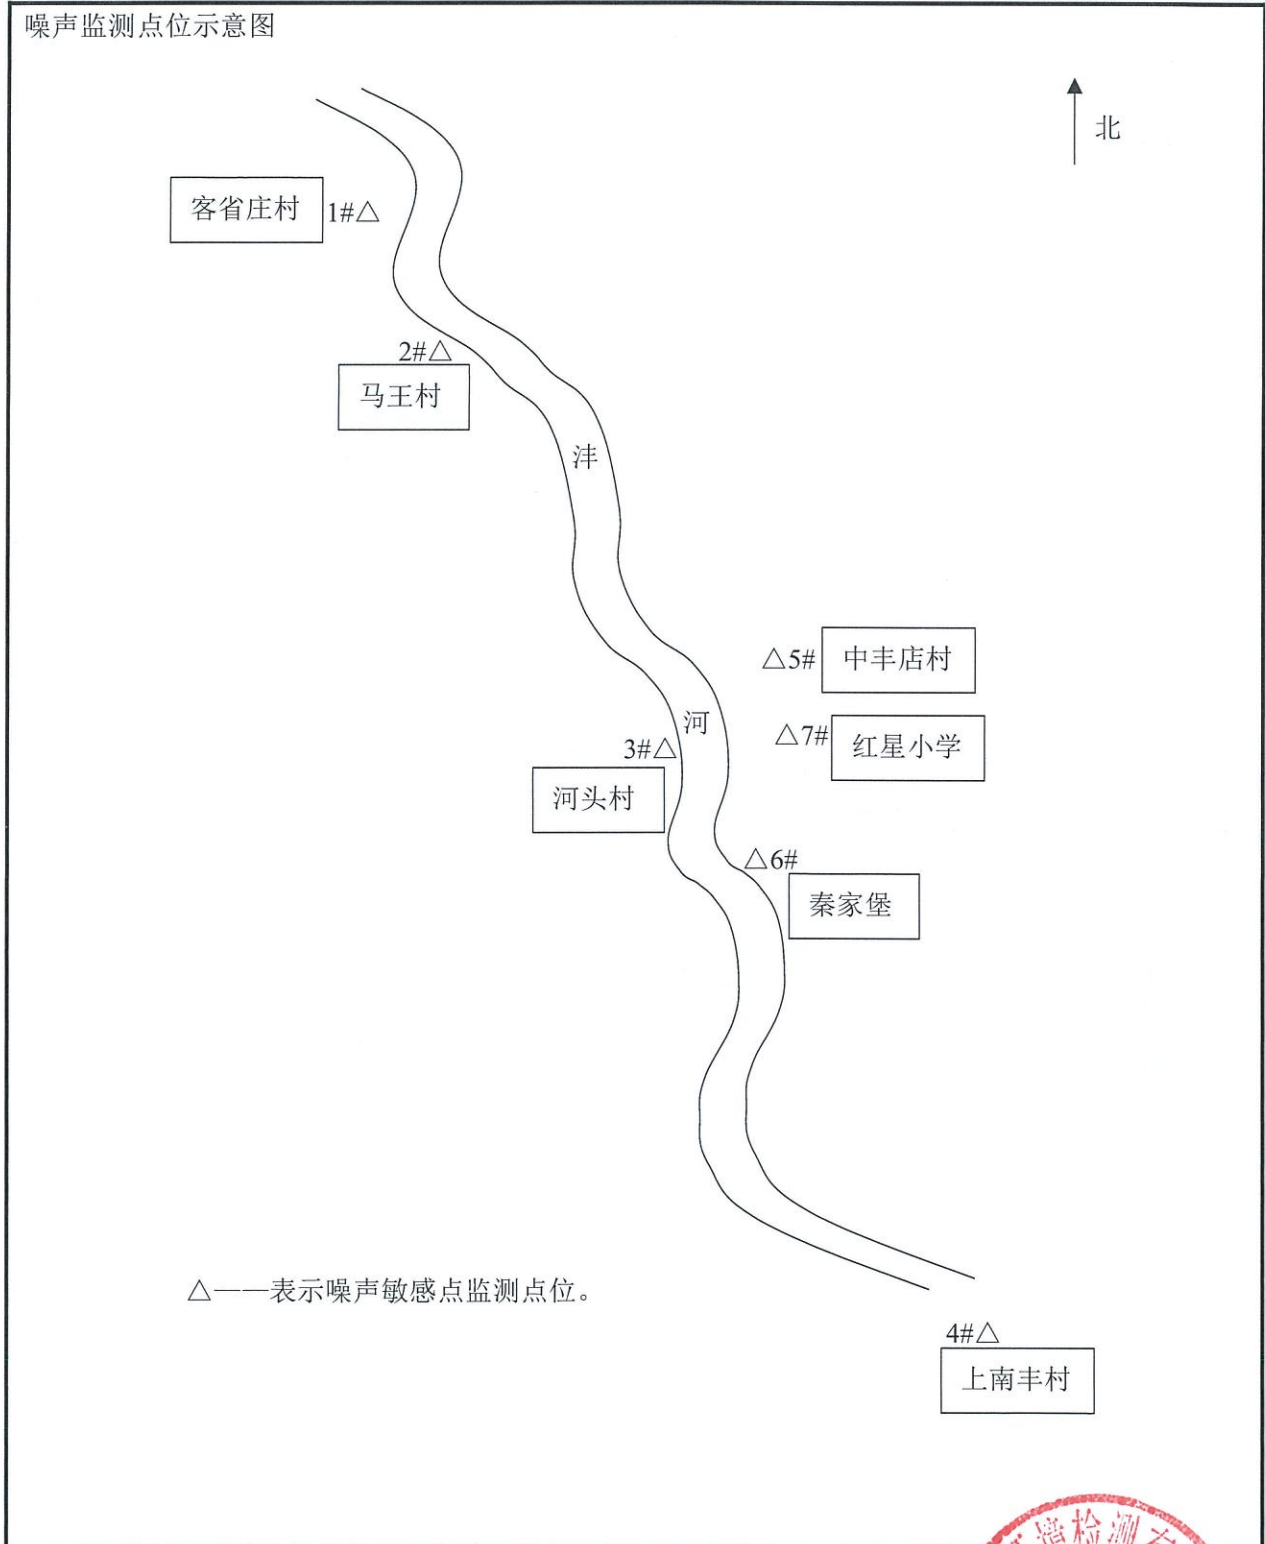 噪声监测点位示意图
北
客省庄村 1#△
2#△
马王村
沣
△5# 中丰店村
河
△7# 红星小学
3#△
河头村
△6#
秦家堡
△——表示噪声敏感点监测点位。
4#△
上南丰村
检测